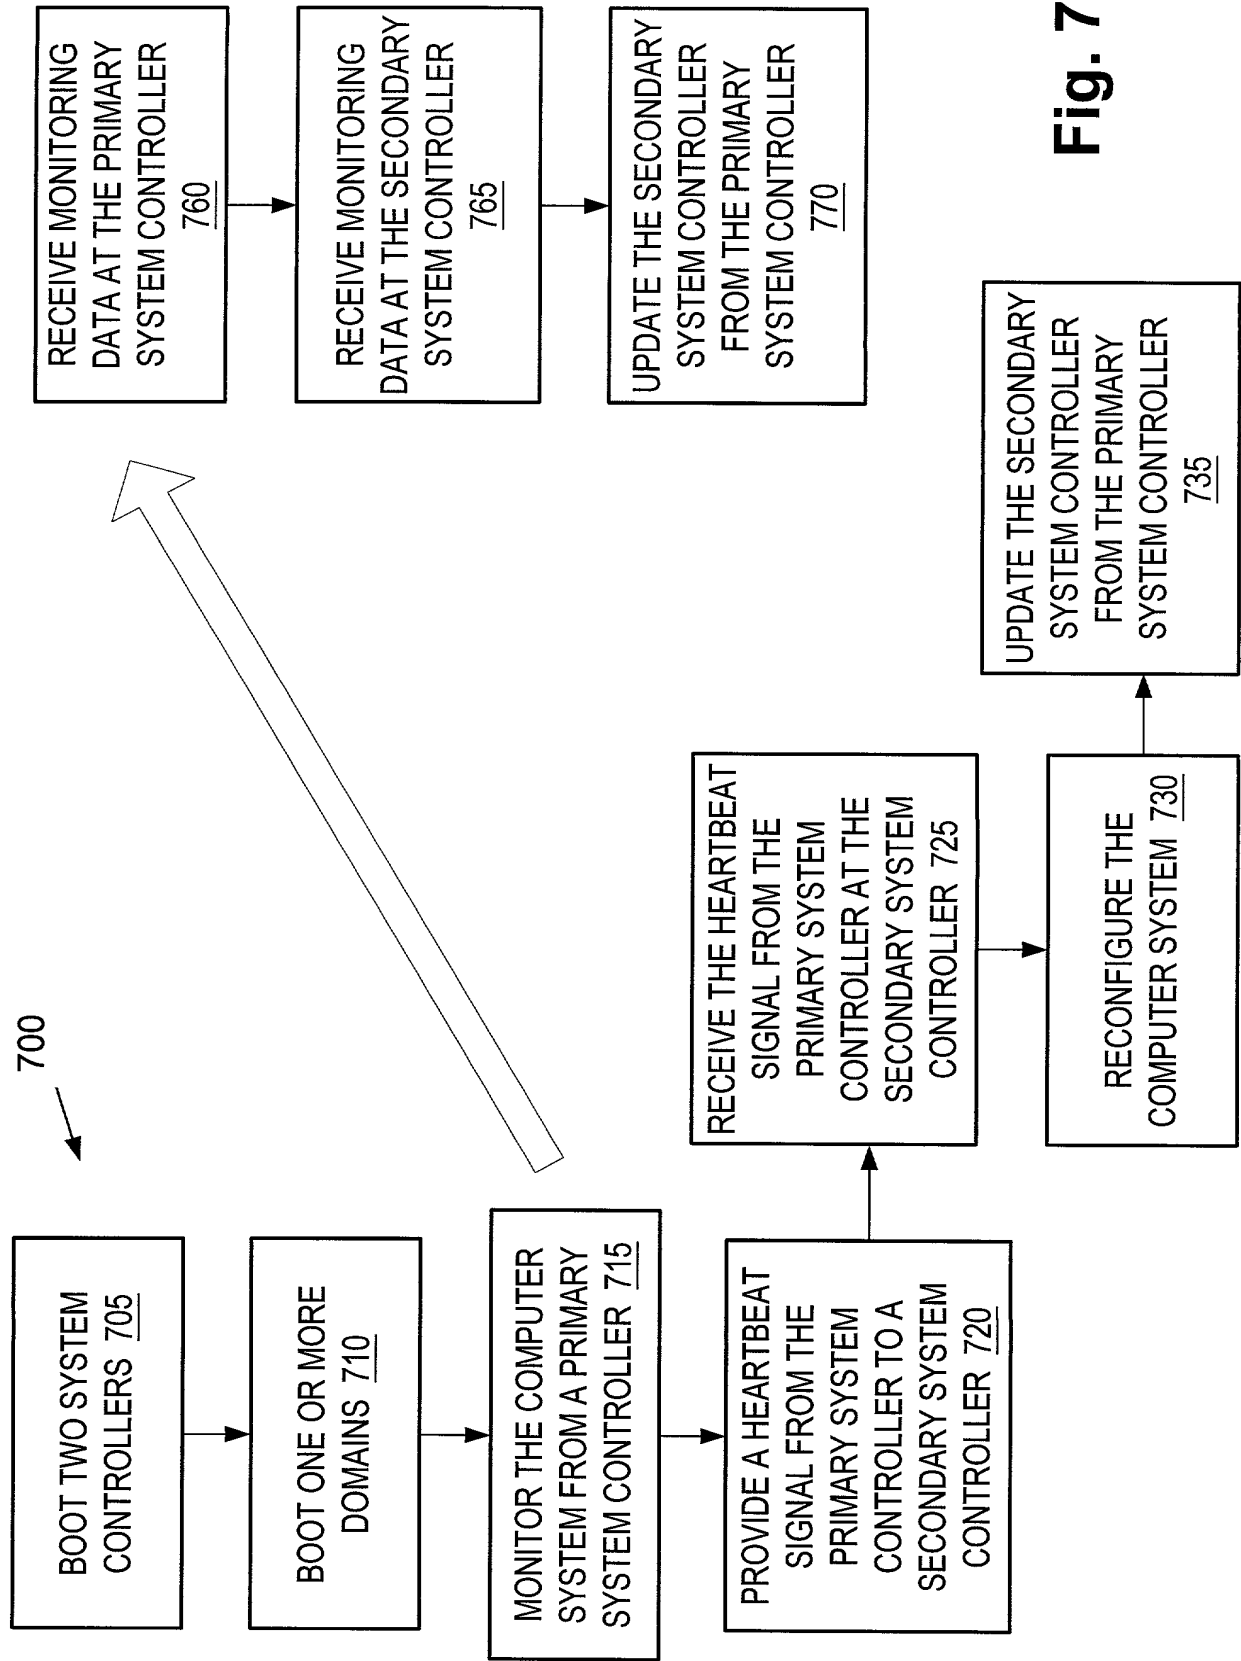 700
BOOT TWO SYSTEM
CONTROLLERS 705
BOOT ONE OR MORE
DOMAINS 710
MONITOR THE COMPUTER
SYSTEM FROM A PRIMARY
SYSTEM CONTROLLER 715
PROVIDE A HEARTBEAT
SIGNAL FROM THE
PRIMARY SYSTEM
CONTROLLER TO A
SECONDARY SYSTEM
CONTROLLER 720
RECEIVE THE HEARTBEAT
SIGNAL FROM THE
PRIMARY SYSTEM
CONTROLLER AT THE
SECONDARY SYSTEM
CONTROLLER 725
RECONFIGURE THE
COMPUTER SYSTEM 730
UPDATE THE SECONDARY
SYSTEM CONTROLLER
FROM THE PRIMARY
SYSTEM CONTROLLER
735
RECEIVE MONITORING
DATA AT THE PRIMARY
SYSTEM CONTROLLER
760
RECEIVE MONITORING
DATA AT THE SECONDARY
SYSTEM CONTROLLER
765
UPDATE THE SECONDARY
SYSTEM CONTROLLER
FROM THE PRIMARY
SYSTEM CONTROLLER
770
Fig. 7